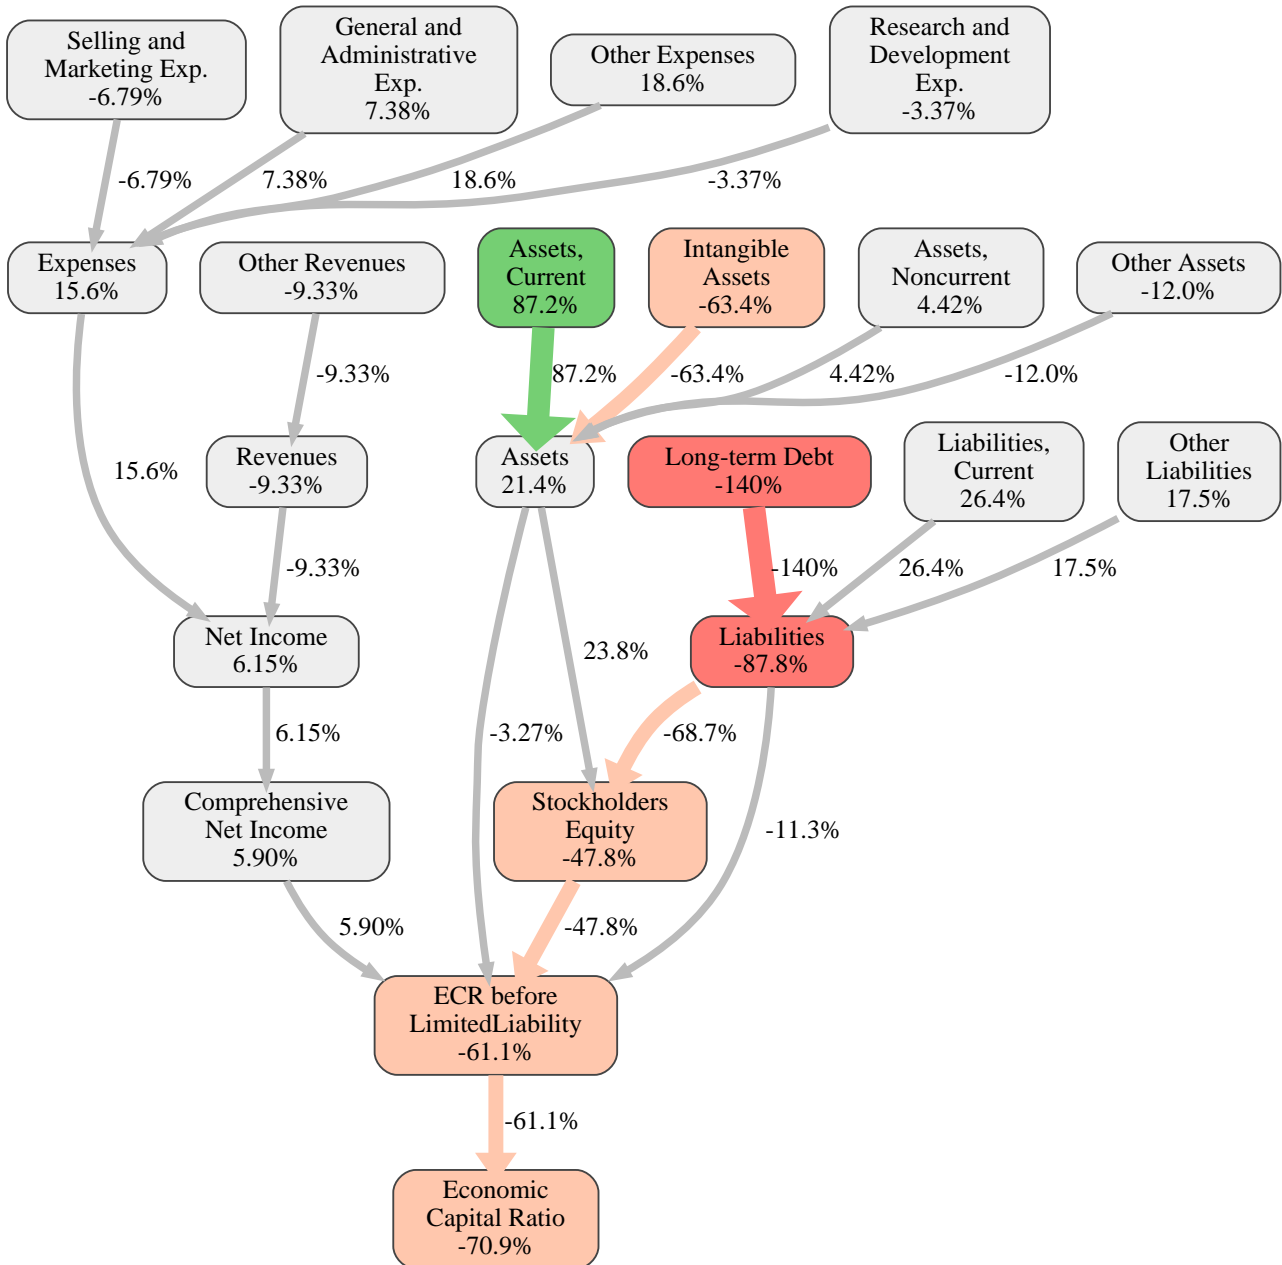 Selling and
Marketing Exp.
-6.79%
General and
Administrative
Exp.
7.38%
Other Expenses
18.6%
Research and
Development
Exp.
-3.37%
-6.79%
7.38%
18.6%
-3.37%
Expenses
15.6%
Other Revenues
-9.33%
Assets,
Current
87.2%
Intangible
Assets
-63.4%
Assets,
Noncurrent
4.42%
Other Assets
-12.0%
-9.33%
87.2%
-63.4%
4.42%
-12.0%
15.6%
Revenues
-9.33%
Assets
21.4%
Long-term Debt
-140%
Liabilities,
Current
26.4%
Other
Liabilities
17.5%
-9.33%
-140%
26.4%
17.5%
Net Income
6.15%
23.8%
Liabilities
-87.8%
6.15%
-3.27%
-68.7%
Comprehensive
Net Income
5.90%
Stockholders
Equity
-47.8%
-11.3%
5.90%
-47.8%
ECR before
LimitedLiability
-61.1%
-61.1%
Economic
Capital Ratio
-70.9%